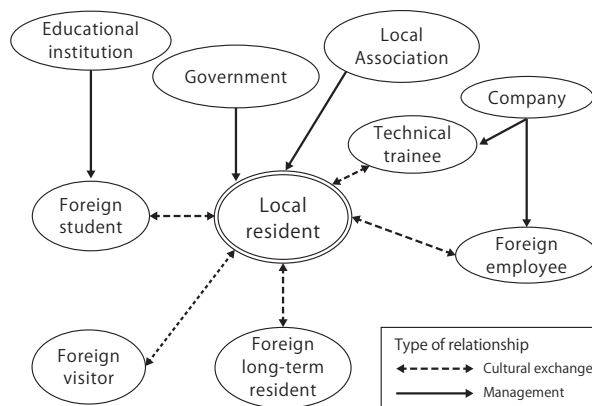 Educational
institution
Government
Local
Association
Company
Technical
trainee
Foreign
student
Local
resident
Foreign
employee
Foreign
visitor
Foreign
long-term
resident
Type of relationship
Cultural exchange
Management